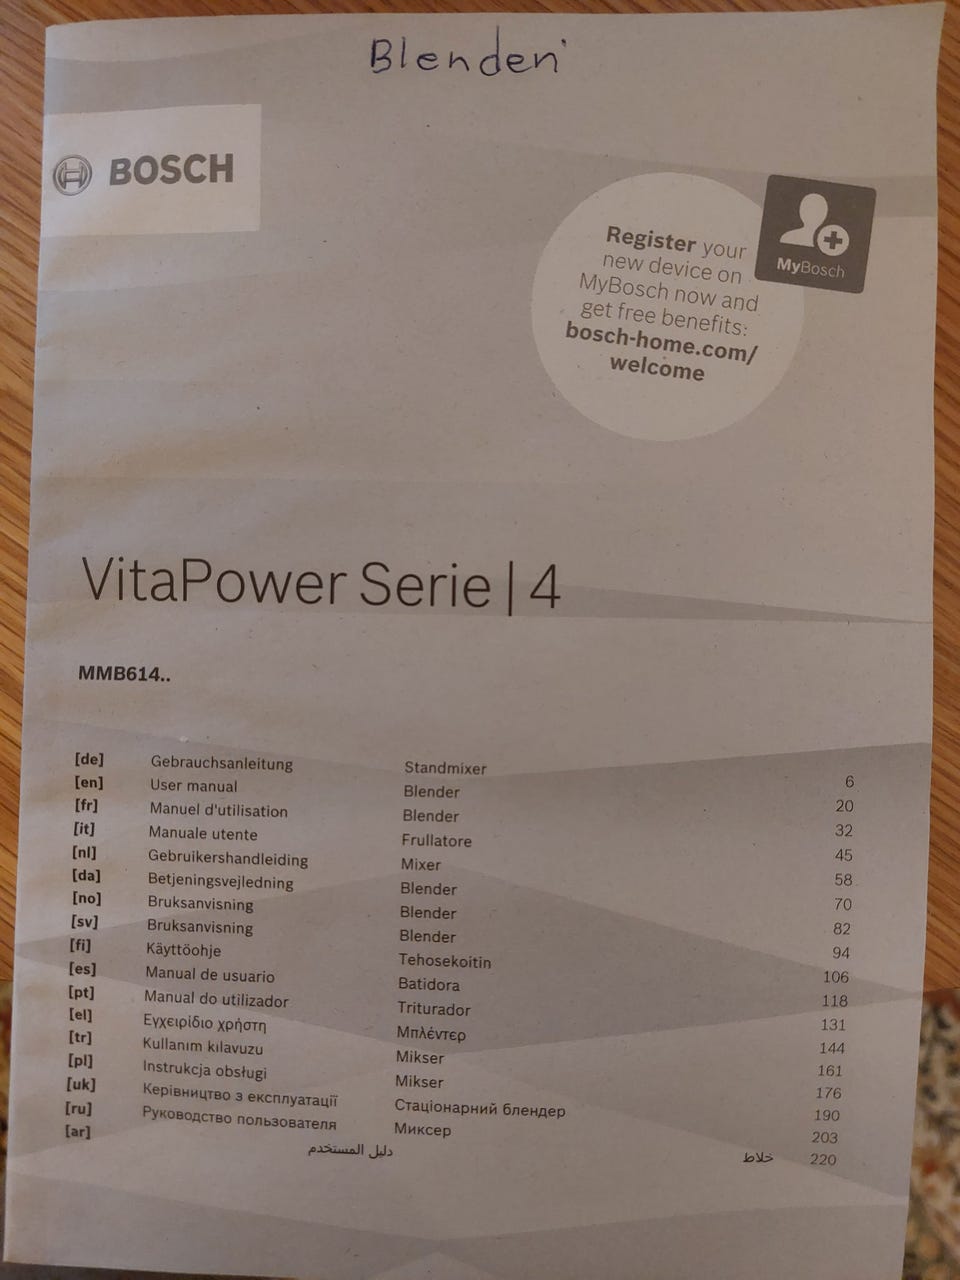 Blender
BOSCH
Register your
new device on
MyBosch now and
get free benefits:
bosch-home.com/
welcome
MyBosch
VitaPower Serie | 4
MMB614..
[de] Gebrauchsanleitung Standmixer 6
[en] User manual Blender 20
[fr] Manuel d'utilisation Blender 32
[it] Manuale utente Frullatore 45
[nl] Gebruikershandleiding Mixer 58
[da] Betjeningsvejledning Blender 70
[no] Bruksanvisning Blender 82
[sv] Bruksanvisning Blender 94
[fi] Käyttöohje Tehosekoitin 106
[es] Manual de usuario Batidora 118
[pt] Manual do utilizador Triturador 131
[el] Εγχειρίδιο χρήστη Μπλέντερ 144
[tr] Kullanım kılavuzu Mikser 161
[pl] Instrukcja obsługi Mikser 176
[uk] Керівництво з експлуатації Стаціонарний блендер 190
[ru] Руководство пользователя Миксер 203
[ar] دليل المستخدم خلاط 220